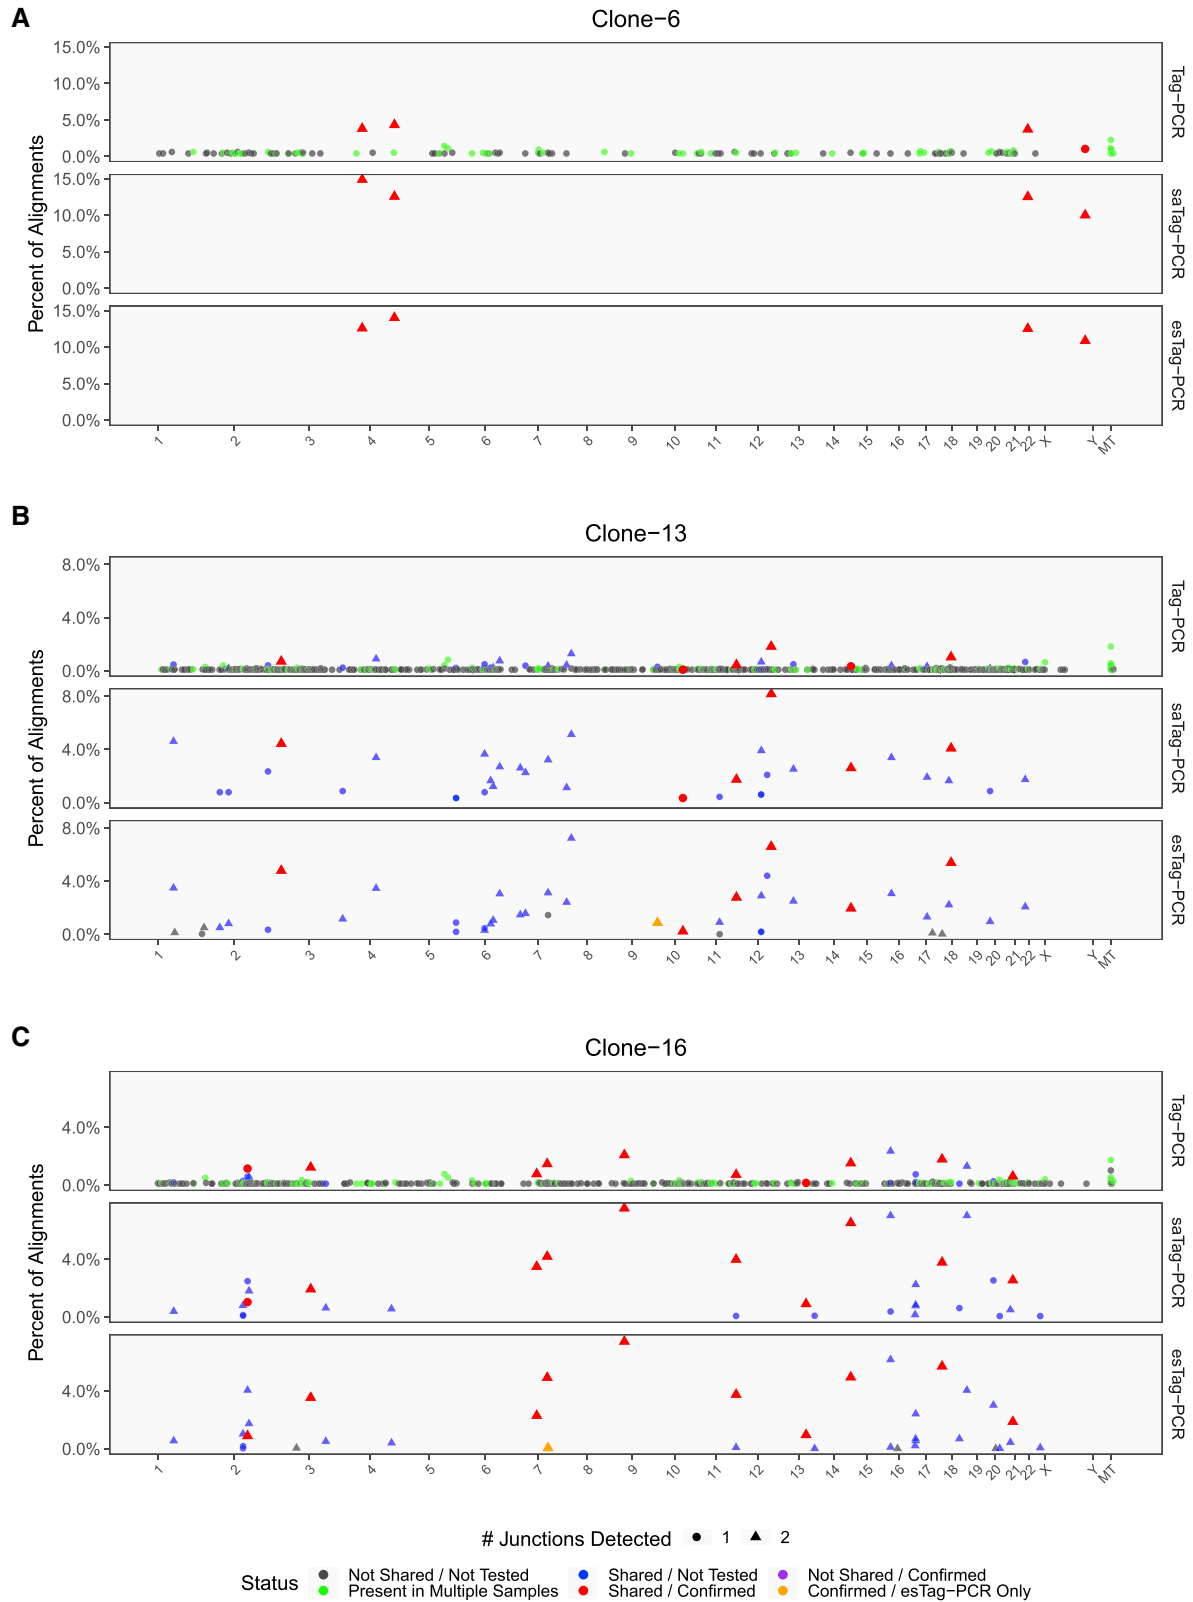 A
Clone−6
Percent of Alignments
15.0%
10.0%
5.0%
0.0%
Tag−PCR
15.0%
10.0%
5.0%
0.0%
saTag−PCR
15.0%
10.0%
5.0%
0.0%
esTag−PCR
1 2 3 4 5 6 7 8 9 10 11 12 13 14 15 16 17 18 19 20 21 22 X Y MT
B
Clone−13
Percent of Alignments
8.0%
4.0%
0.0%
Tag−PCR
8.0%
4.0%
0.0%
saTag−PCR
8.0%
4.0%
0.0%
esTag−PCR
1 2 3 4 5 6 7 8 9 10 11 12 13 14 15 16 17 18 19 20 21 22 X Y MT
C
Clone−16
Percent of Alignments
4.0%
0.0%
Tag−PCR
4.0%
0.0%
saTag−PCR
4.0%
0.0%
esTag−PCR
1 2 3 4 5 6 7 8 9 10 11 12 13 14 15 16 17 18 19 20 21 22 X Y MT
# Junctions Detected 1 2
Status
Not Shared / Not Tested Shared / Not Tested Not Shared / Confirmed
Present in Multiple Samples Shared / Confirmed Confirmed / esTag−PCR Only